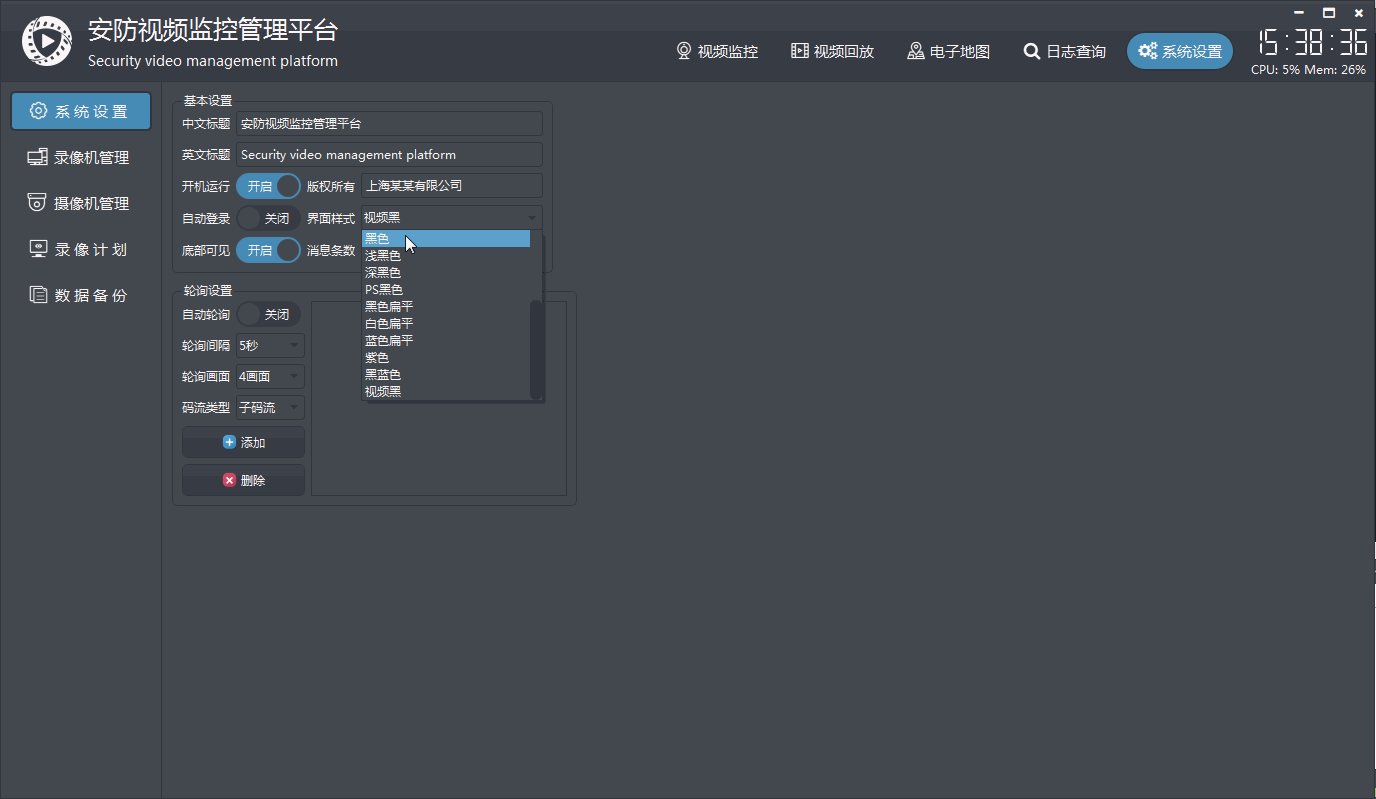 安防视频监控管理平台
Security video management platform
视频监控
视频回放
电子地图
日志查询
系统设置
15:38:36
CPU: 5% Mem: 26%
系统设置
录像机管理
摄像机管理
录像计划
数据备份
基本设置
中文标题 安防视频监控管理平台
英文标题 Security video management platform
开机运行 开启 版权所有 上海某某有限公司
自动登录 关闭 界面样式 视频黑
底部可见 开启 消息条数
黑色
浅黑色
深黑色
PS黑色
黑色扁平
白色扁平
蓝色扁平
紫色
黑蓝色
视频黑
轮询设置
自动轮询 关闭
轮询间隔 5秒
轮询画面 4画面
码流类型 子码流
添加
删除